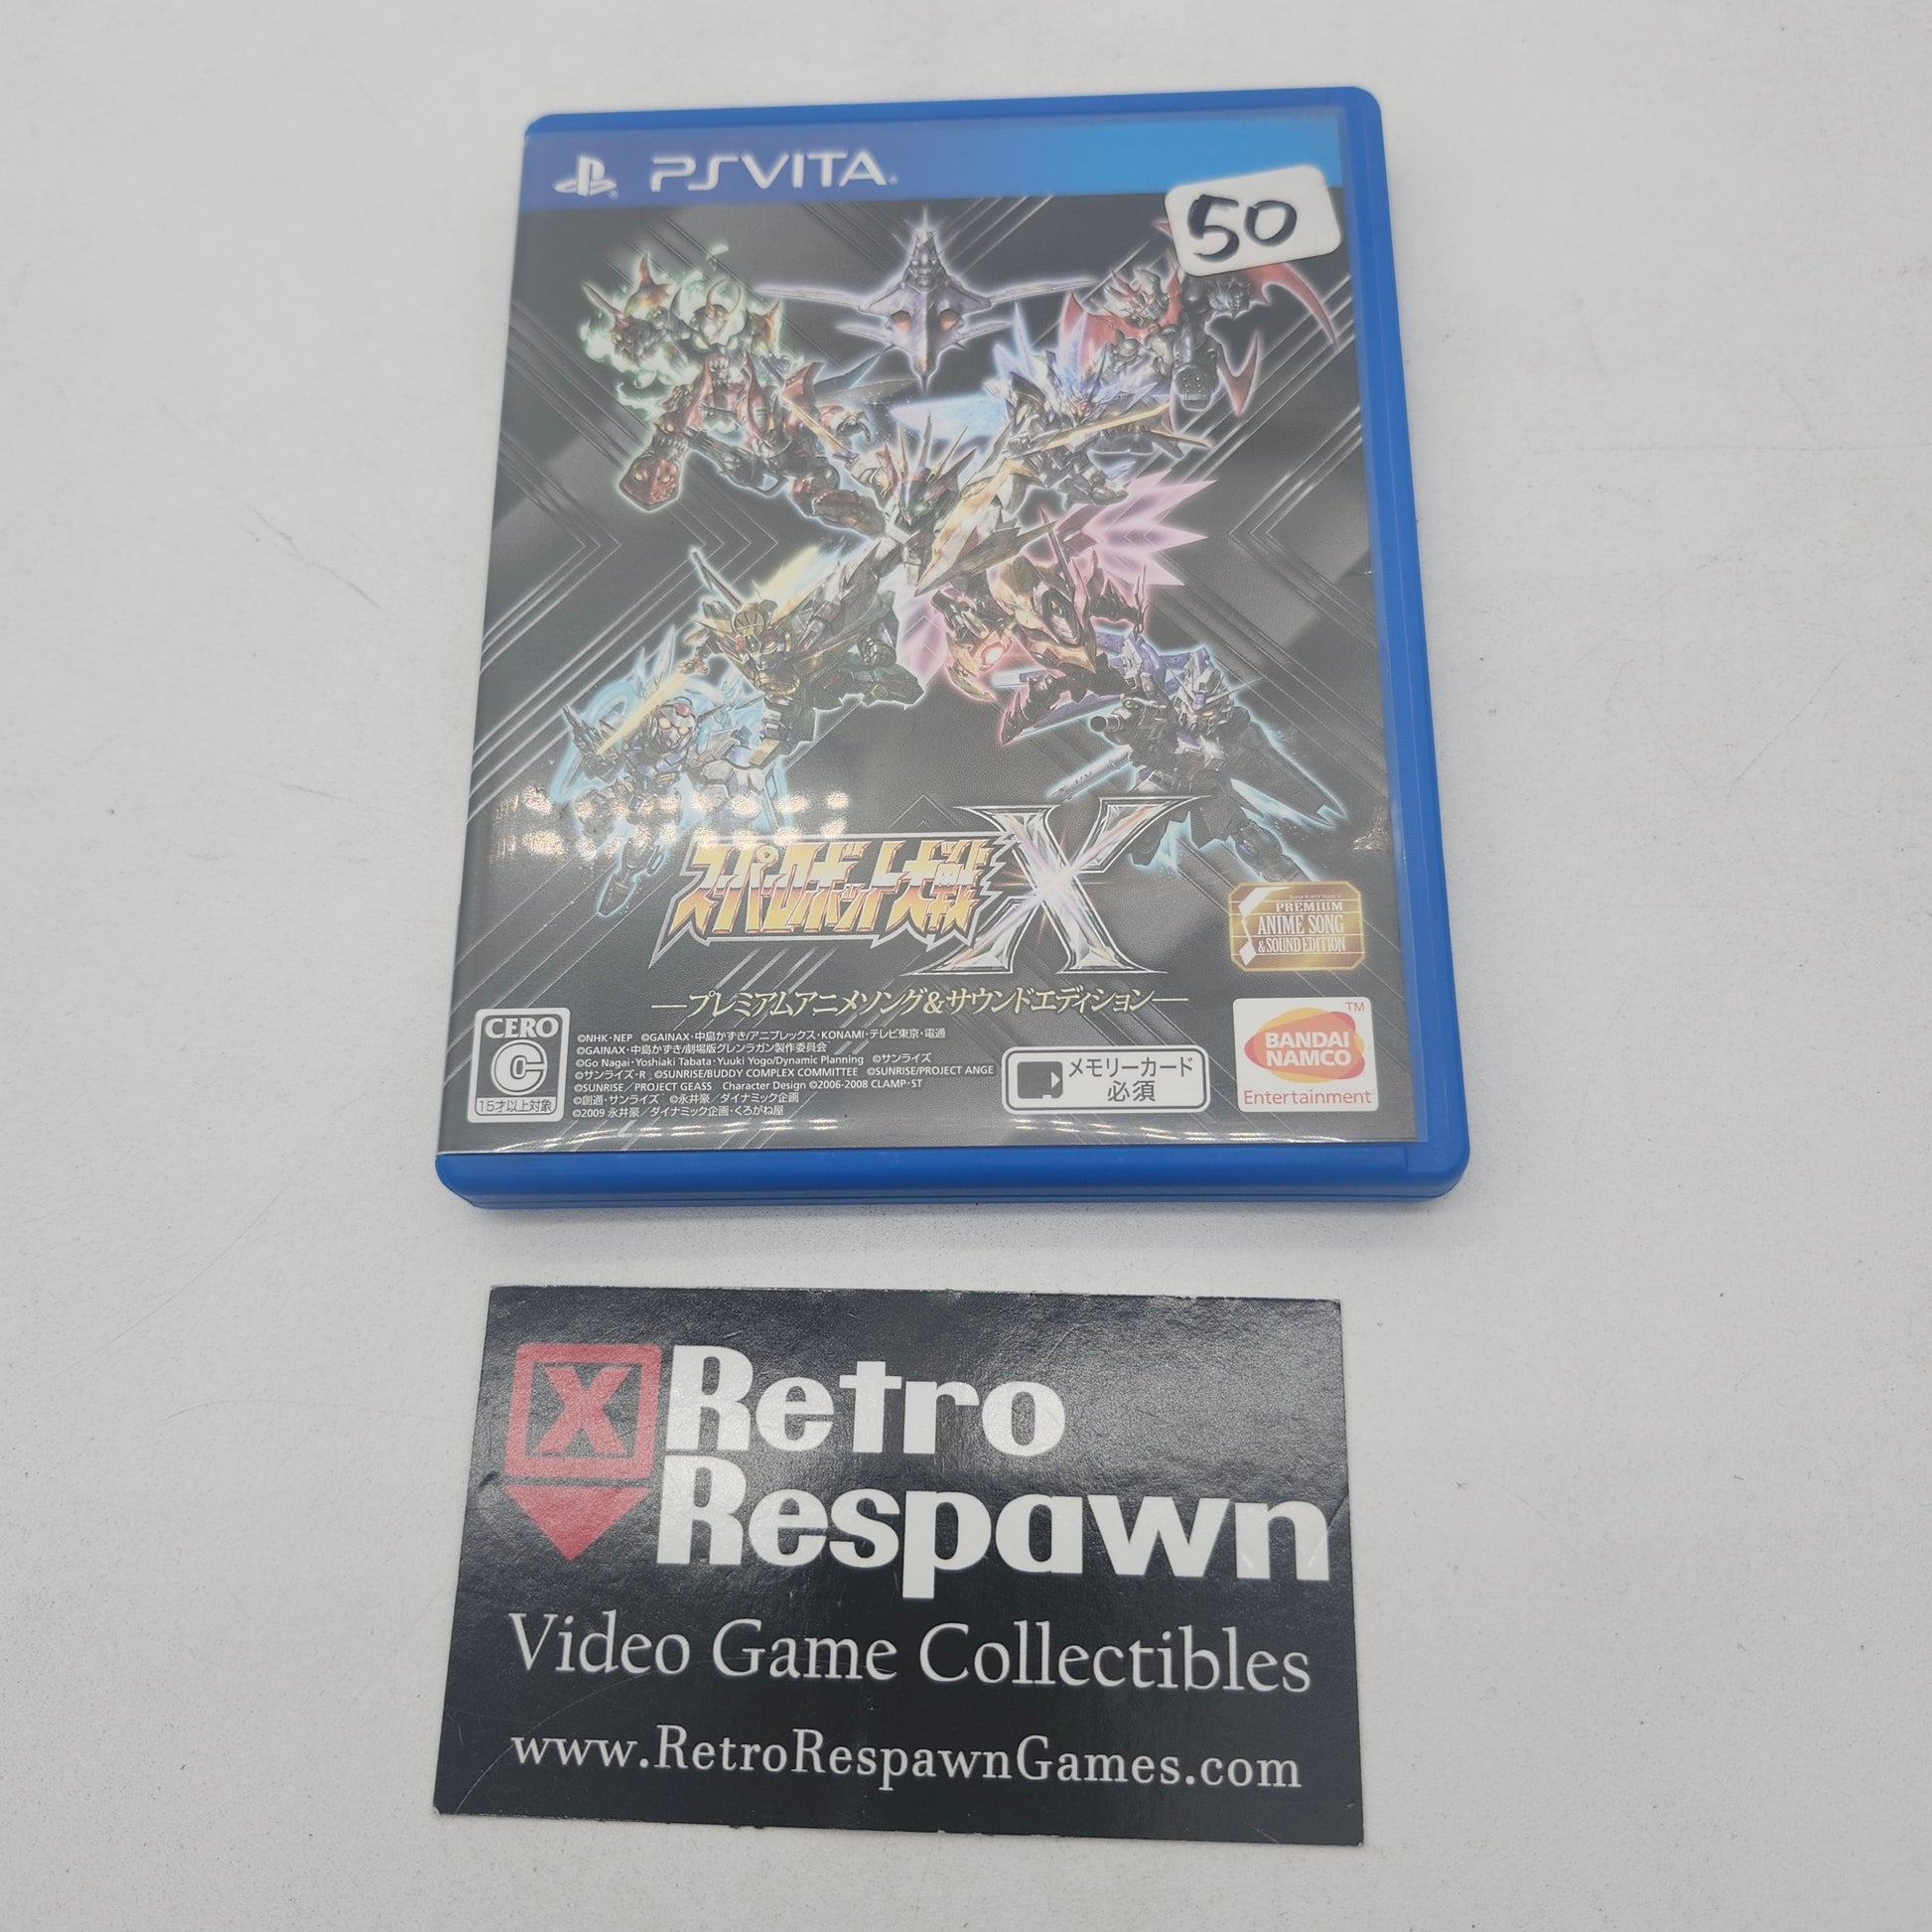 PSVITA
50
スーパーロボット大戦X
PREMIUM
ANIME SONG
& SOUND EDITION
―プレミアムアニメソング&サウンドエディション―
CERO
C
15才以上対象
©NHK・NEP ©GAINAX・中島かずき/アニプレックス・KONAMI・テレビ東京・電通
©GAINAX・中島かずき/劇場版グレンラガン製作委員会
©Go Nagai・Yoshiaki Tabata・Yuuki Yogo/Dynamic Planning ©サンライズ
©サンライズ・R ©SUNRISE/BUDDY COMPLEX COMMITTEE ©SUNRISE/PROJECT ANGE
©SUNRISE/PROJECT GEASS Character Design ©2006-2008 CLAMP・ST
©創通・サンライズ ©永井豪/ダイナミック企画
©2009 永井豪/ダイナミック企画・くろがね屋
メモリーカード
必須
TM
BANDAI
NAMCO
Entertainment
X
Retro
Respawn
Video Game Collectibles
www.RetroRespawnGames.com